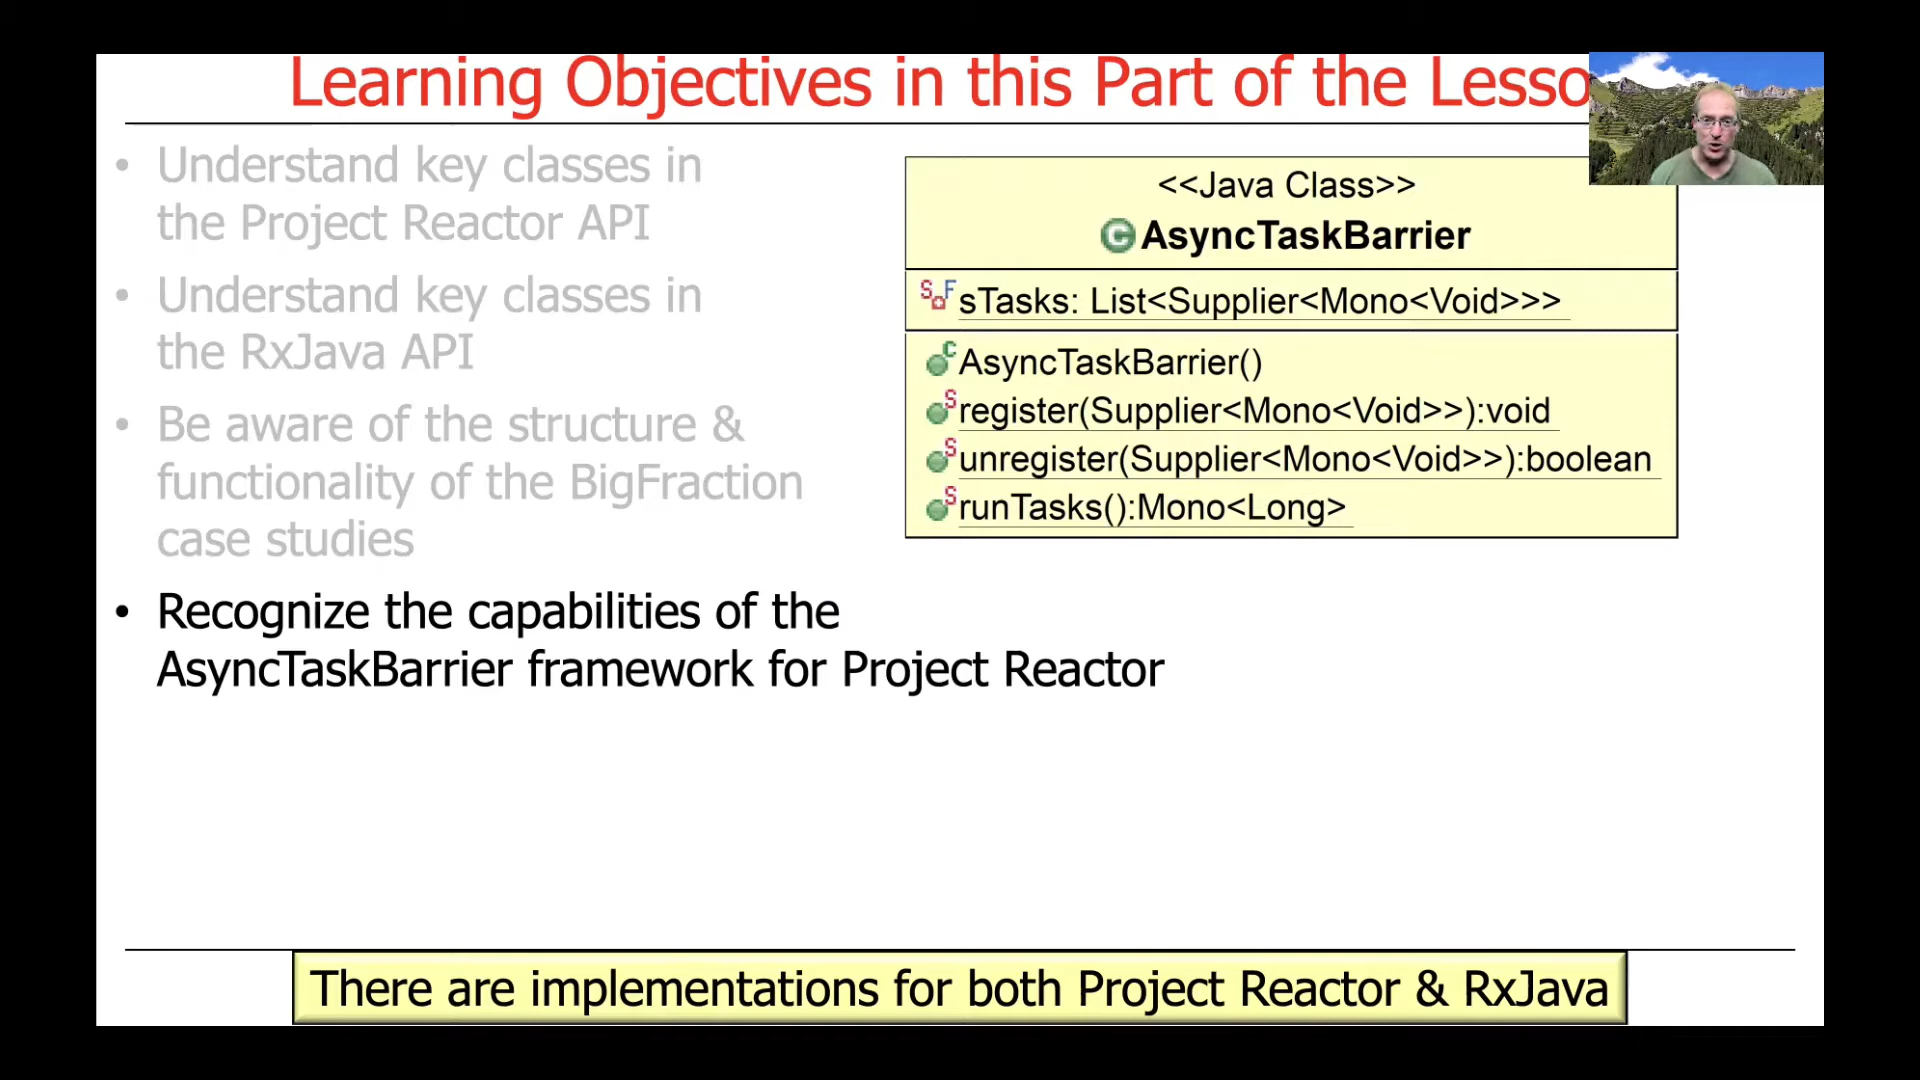 Learning Objectives in this Part of the Lesso
• Understand key classes in
the Project Reactor API
• Understand key classes in
the RxJava API
• Be aware of the structure &
functionality of the BigFraction
case studies
• Recognize the capabilities of the
AsyncTaskBarrier framework for Project Reactor
<<Java Class>>
C AsyncTaskBarrier
S F sTasks: List<Supplier<Mono<Void>>>
C AsyncTaskBarrier()
S register(Supplier<Mono<Void>>):void
S unregister(Supplier<Mono<Void>>):boolean
S runTasks():Mono<Long>
There are implementations for both Project Reactor & RxJava